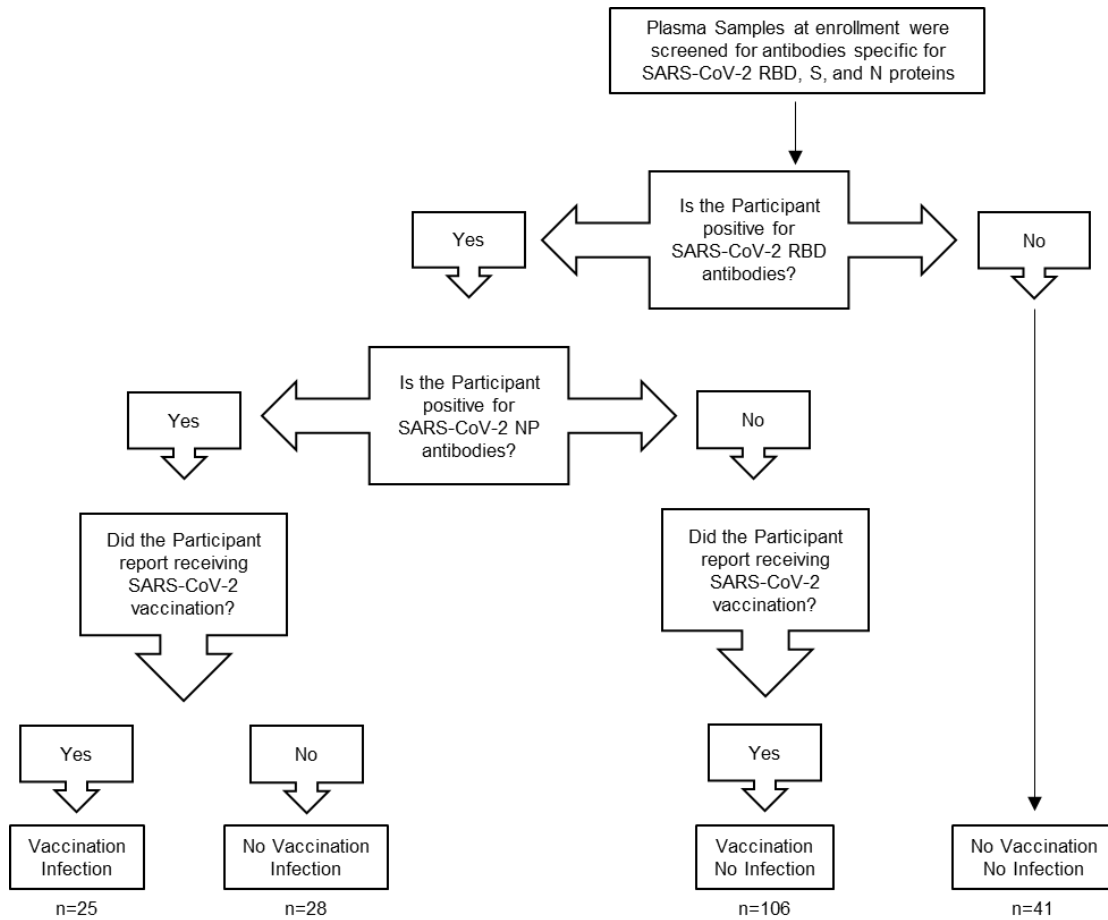 Plasma Samples at enrollment were
screened for antibodies specific for
SARS-CoV-2 RBD, S, and N proteins
Is the Participant
positive for
SARS-CoV-2 RBD
antibodies?
Yes
No
Is the Participant
positive for
SARS-CoV-2 NP
antibodies?
Yes
No
Did the Participant
report receiving
SARS-CoV-2
vaccination?
Did the Participant
report receiving
SARS-CoV-2
vaccination?
Yes
No
Yes
Vaccination
Infection
No Vaccination
Infection
Vaccination
No Infection
No Vaccination
No Infection
n=25
n=28
n=106
n=41